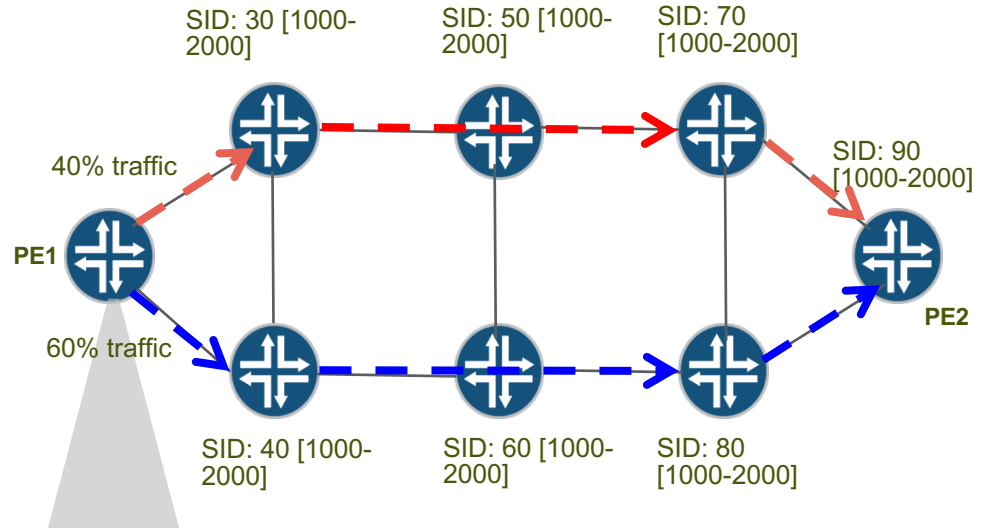 SID: 30 [1000-
2000]
SID: 50 [1000-
2000]
SID: 70
[1000-2000]
40% traffic
SID: 90
[1000-2000]
PE1
PE2
60% traffic
SID: 40 [1000-
2000]
SID: 60 [1000-
2000]
SID: 80
[1000-2000]